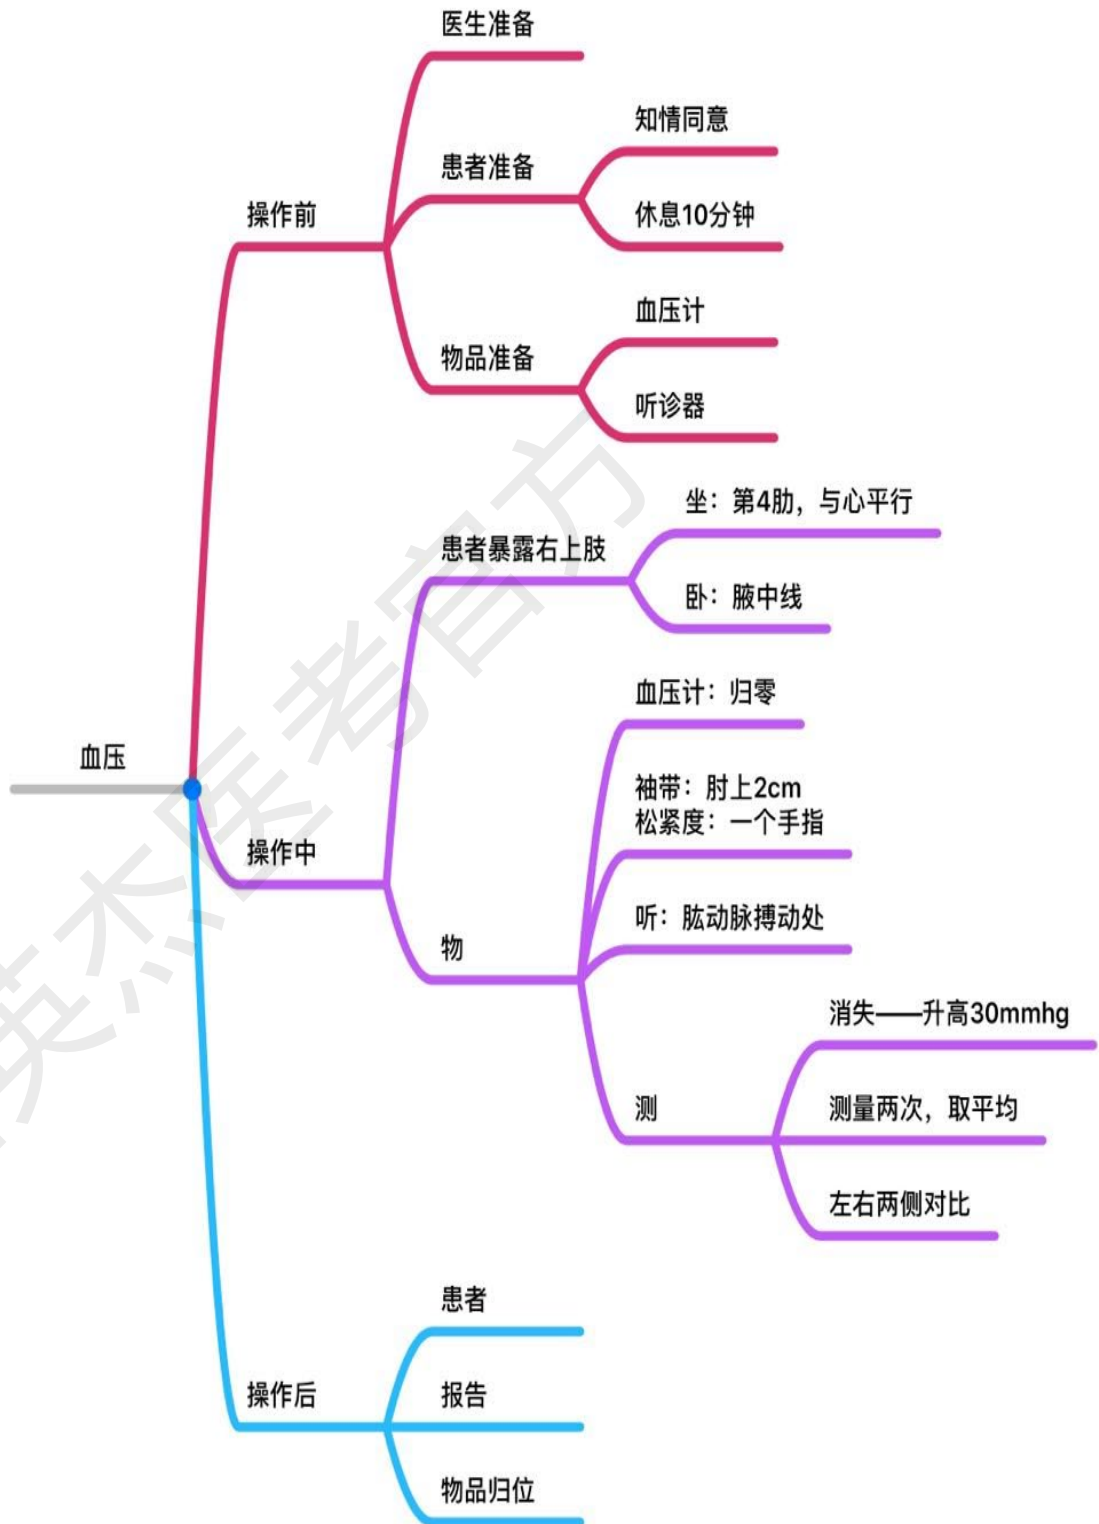 医生准备
知情同意
患者准备
休息10分钟
操作前
血压计
物品准备
听诊器
坐：第4肋，与心平行
患者暴露右上肢
卧：腋中线
血压计：归零
血压
袖带：肘上2cm
松紧度：一个手指
操作中
听：肱动脉搏动处
物
消失——升高30mmhg
测
测量两次，取平均
左右两侧对比
患者
操作后
报告
物品归位
英杰医考官方